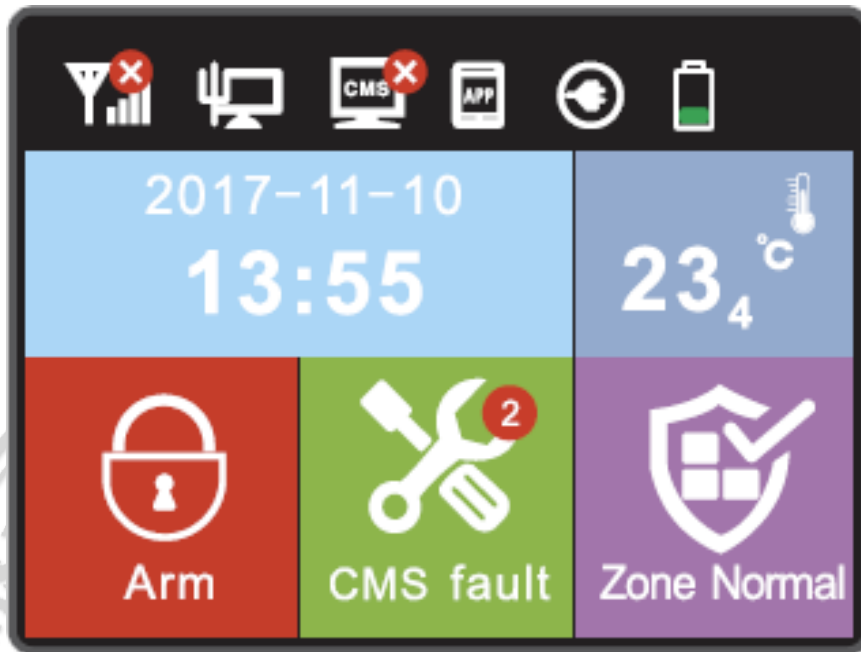 CMS
APP
2017-11-10
13:55
23.4 ℃
2
Arm
CMS fault
Zone Normal